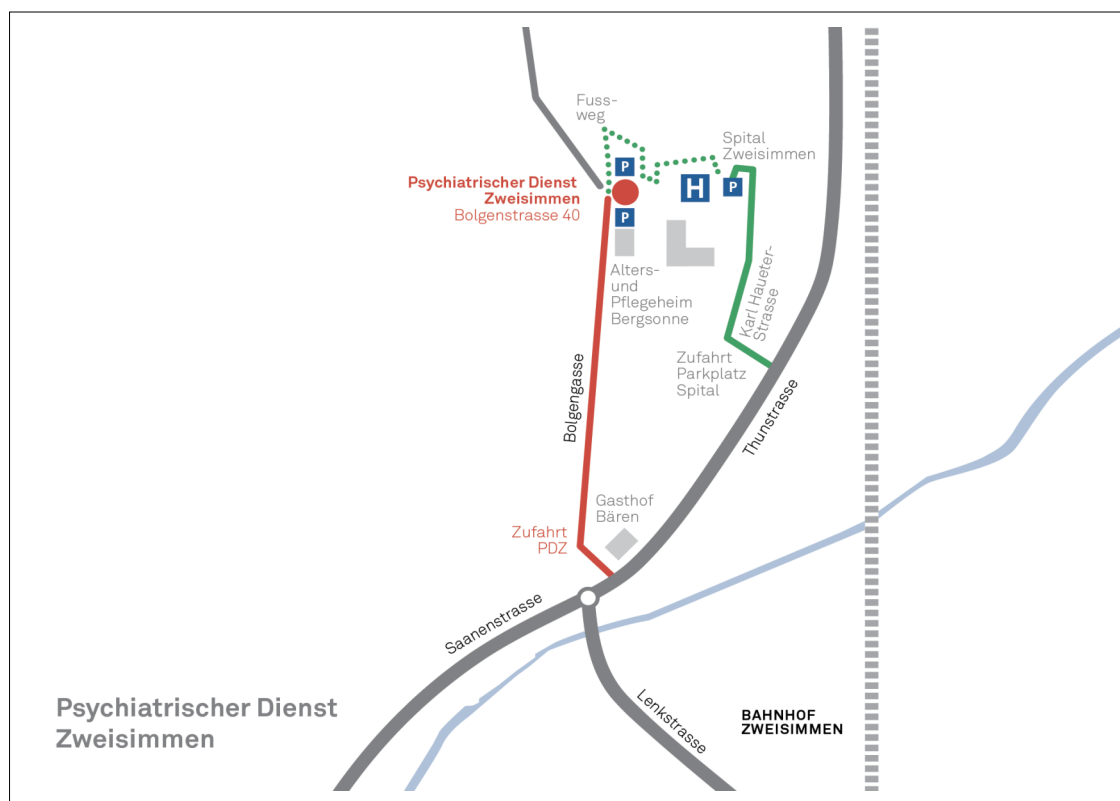 Fuss-
weg
Spital
Zweisimmen
P
H
P
Psychiatrischer Dienst
Zweisimmen
Bolgenstrasse 40
P
Alters-
und
Pflegeheim
Bergsonne
Karl Haueter-
Strasse
Zufahrt
Parkplatz
Spital
Bolgengasse
Thunstrasse
Gasthof
Bären
Zufahrt
PDZ
Saanenstrasse
Lenkstrasse
Psychiatrischer Dienst
Zweisimmen
BAHNHOF
ZWEISIMMEN